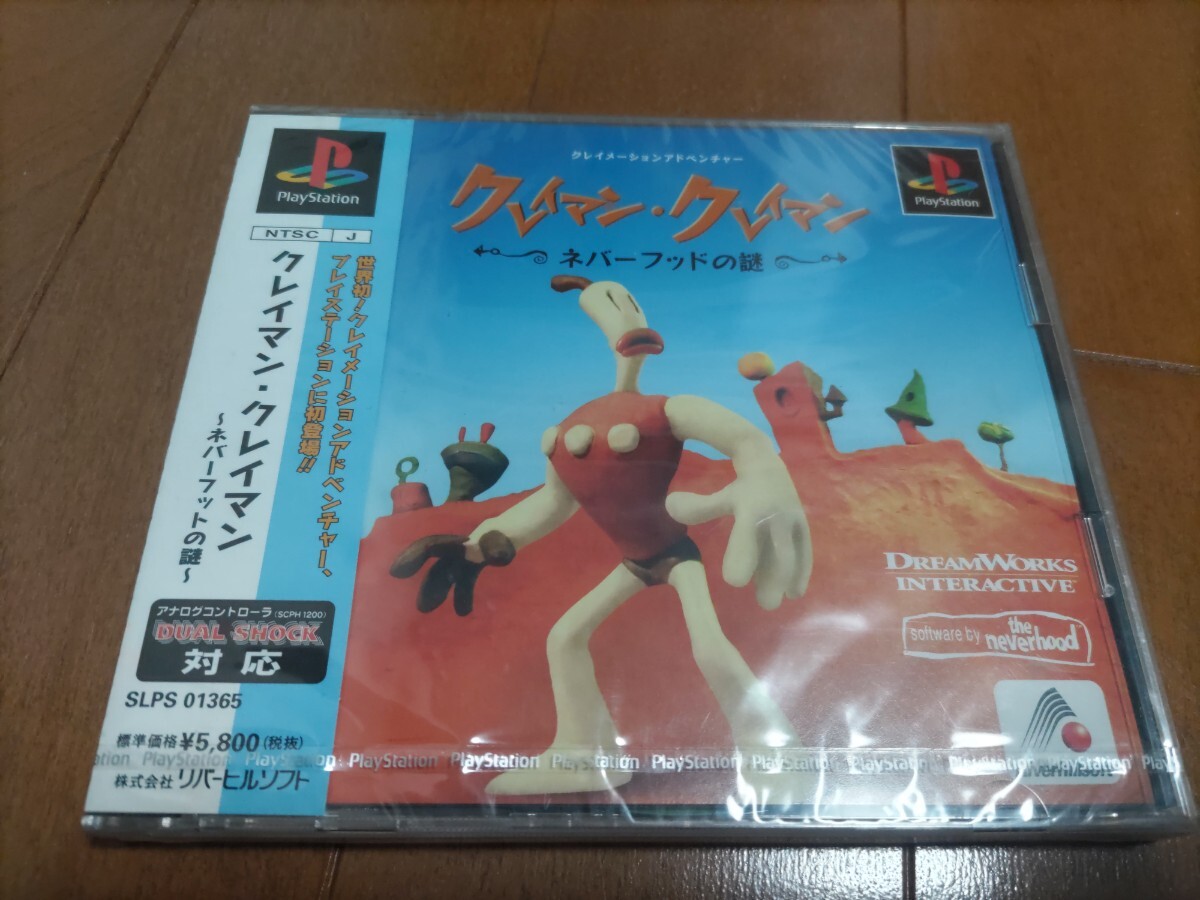 PlayStation
NTSC J
世界初!クレイメーションアドベンチャー、
プレイステーションに初登場!!
クレイマン・クレイマン
~ネバーフッドの謎~
アナログコントローラ(SCPH 1200)
DUAL SHOCK
対応
SLPS 01365
標準価格¥5,800(税抜)
株式会社 リバーヒルソフト
クレイメーションアドベンチャー
クレイマン・クレイマン
ネバーフッドの謎
PlayStation
DREAMWORKS
INTERACTIVE
software by the neverhood
PlayStation PlayStation PlayStation PlayStation PlayStation PlayStation PlayStation PlayStation PlayStation